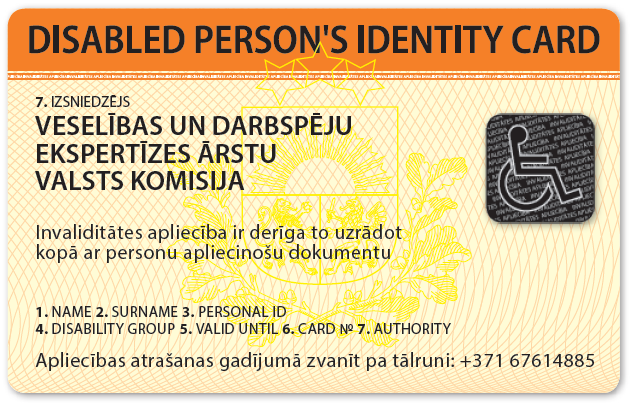 DISABLED PERSON'S IDENTITY CARD
7. IZSNIEDZĒJS
VESELĪBAS UN DARBSPĒJU
EKSPERTĪZES ĀRSTU
VALSTS KOMISIJA
Invaliditātes apliecība ir derīga to uzrādot
kopā ar personu apliecinošu dokumentu
1. NAME 2. SURNAME 3. PERSONAL ID
4. DISABILITY GROUP 5. VALID UNTIL 6. CARD № 7. AUTHORITY
Apliecības atrašanas gadījumā zvanīt pa tālruni: +371 67614885